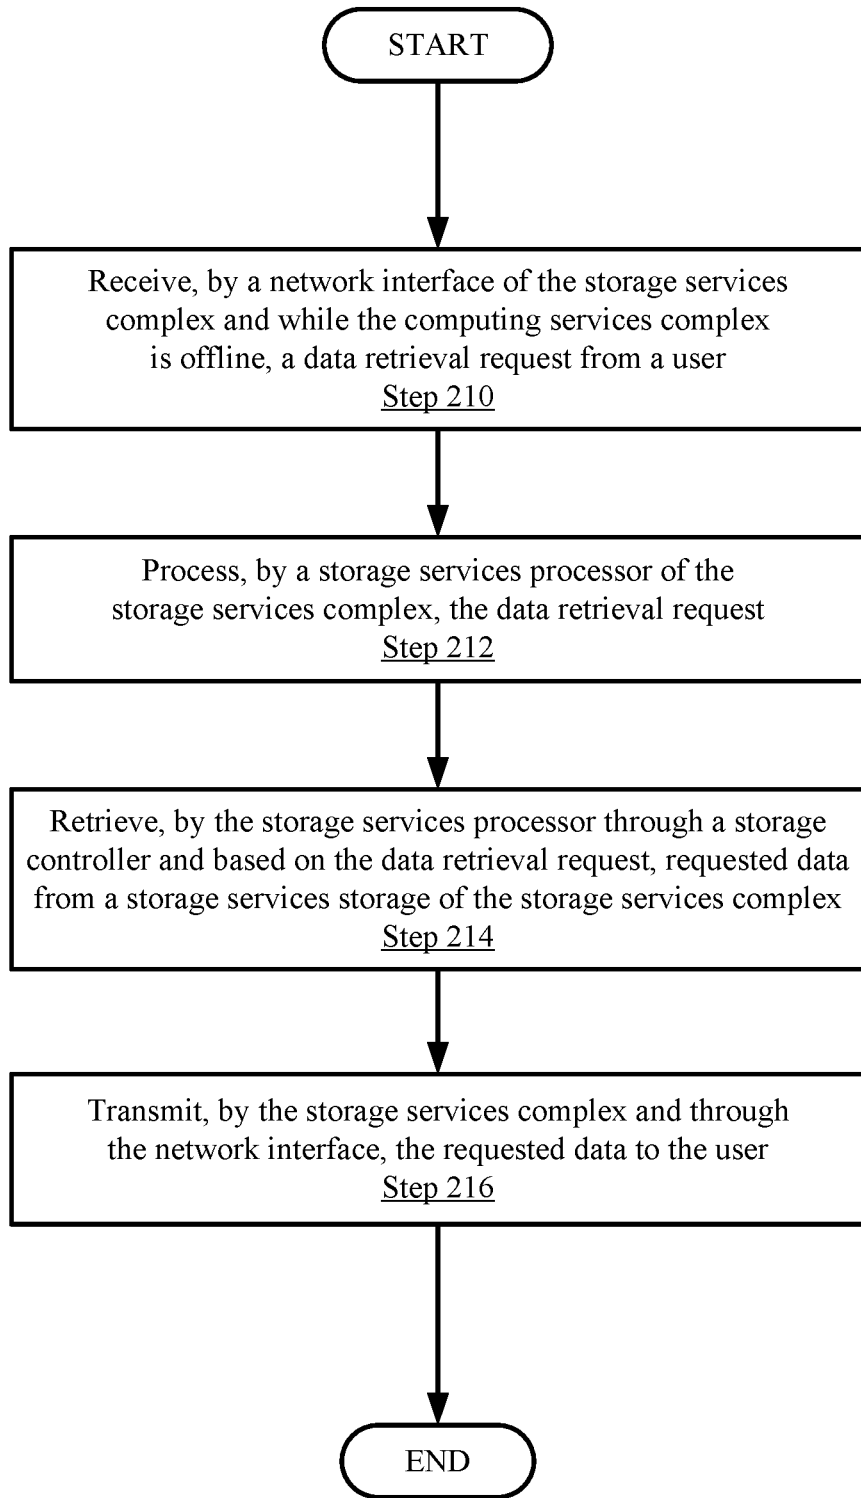 START
Receive, by a network interface of the storage services
complex and while the computing services complex
is offline, a data retrieval request from a user
Step 210
Process, by a storage services processor of the
storage services complex, the data retrieval request
Step 212
Retrieve, by the storage services processor through a storage
controller and based on the data retrieval request, requested data
from a storage services storage of the storage services complex
Step 214
Transmit, by the storage services complex and through
the network interface, the requested data to the user
Step 216
END